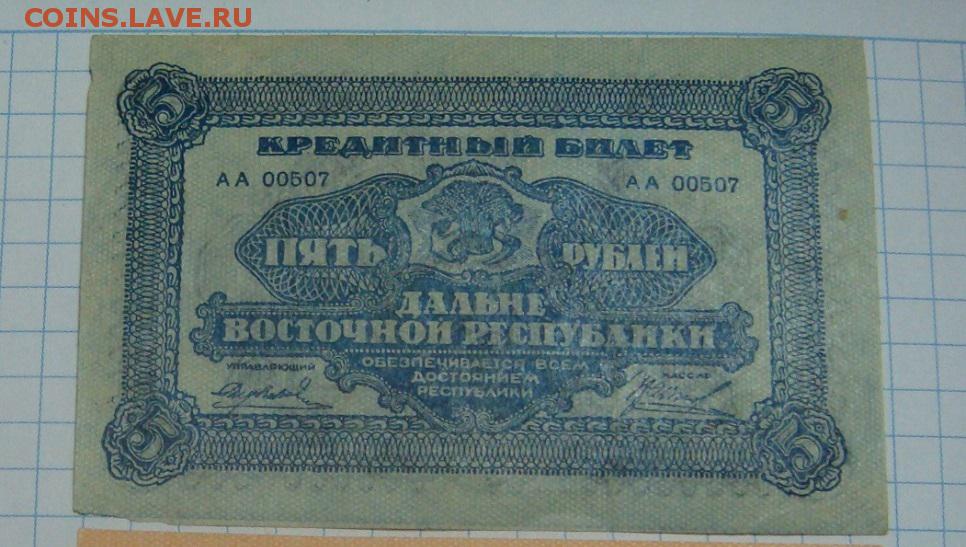 COINS.LAVE.RU
5 5
КРЕДИТНЫЙ БИЛЕТ
АА 00507 АА 00507
ПЯТЬ РУБЛЕЙ
ДАЛЬНЕ
ВОСТОЧНОЙ РЕСПУБЛИКИ
УПРАВЛЯЮЩИЙ ОБЕСПЕЧИВАЕТСЯ ВСЕМ КАССИР
ДОСТОЯНИЕМ
РЕСПУБЛИКИ
5 5